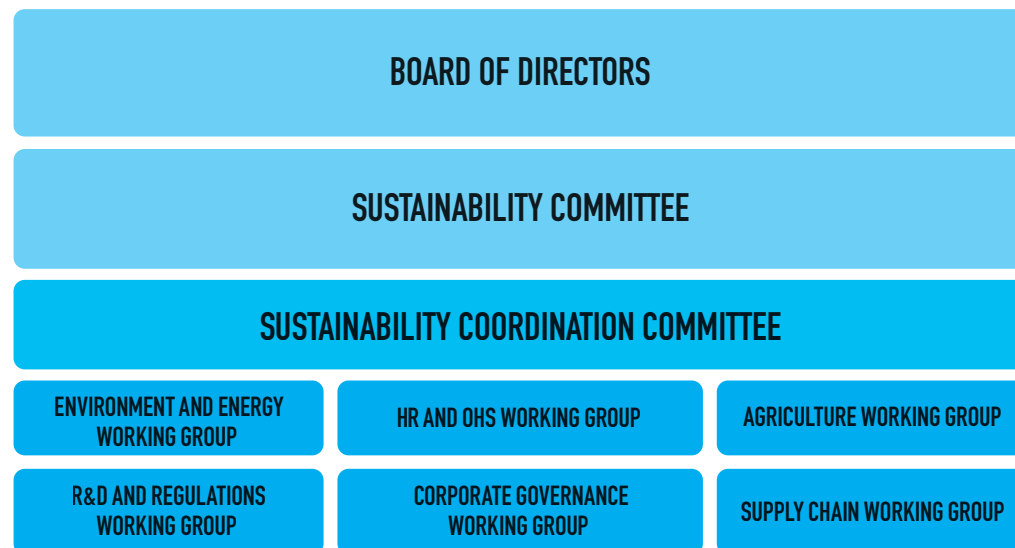 BOARD OF DIRECTORS
SUSTAINABILITY COMMITTEE
SUSTAINABILITY COORDINATION COMMITTEE
ENVIRONMENT AND ENERGY
WORKING GROUP
HR AND OHS WORKING GROUP
AGRICULTURE WORKING GROUP
R&D AND REGULATIONS
WORKING GROUP
CORPORATE GOVERNANCE
WORKING GROUP
SUPPLY CHAIN WORKING GROUP